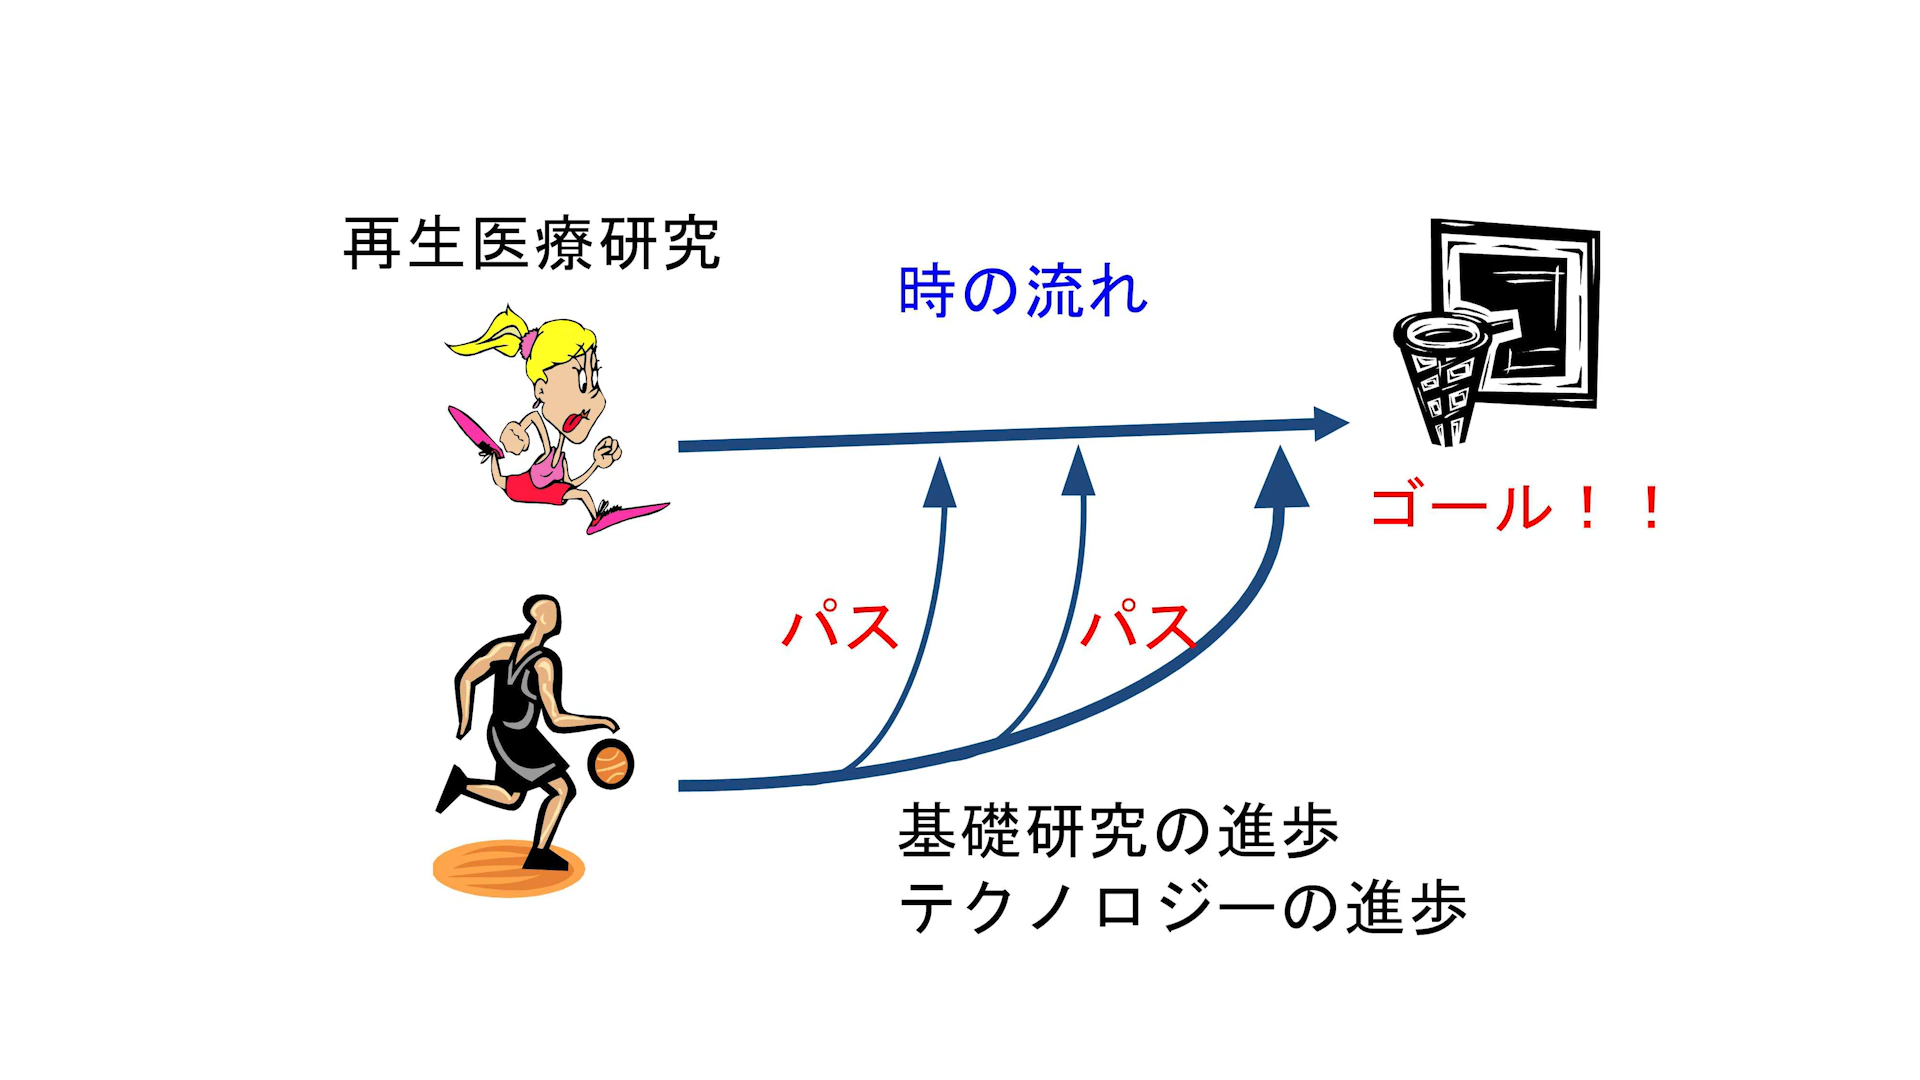 再生医療研究
時の流れ
ゴール！！
パス
パス
基礎研究の進歩
テクノロジーの進歩